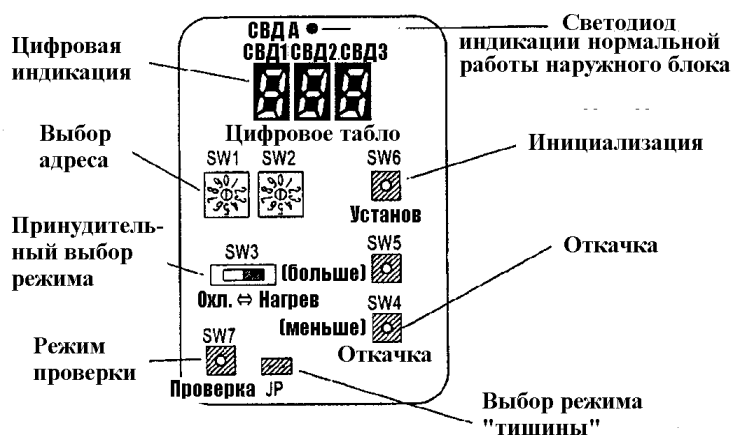 СВД А
СВД1 СВД2 СВД3
Светодиод
индикации нормальной
работы наружного блока
Цифровая
индикация
Цифровое табло
Выбор
адреса
SW1 SW2
SW6
Установ
Инициализация
Принудитель-
ный выбор
режима
SW3
Охл. ⇔ Нагрев
(больше)
SW5
Откачка
SW4
(меньше)
Откачка
Режим
проверки
SW7
Проверка JP
Выбор режима
"тишины"